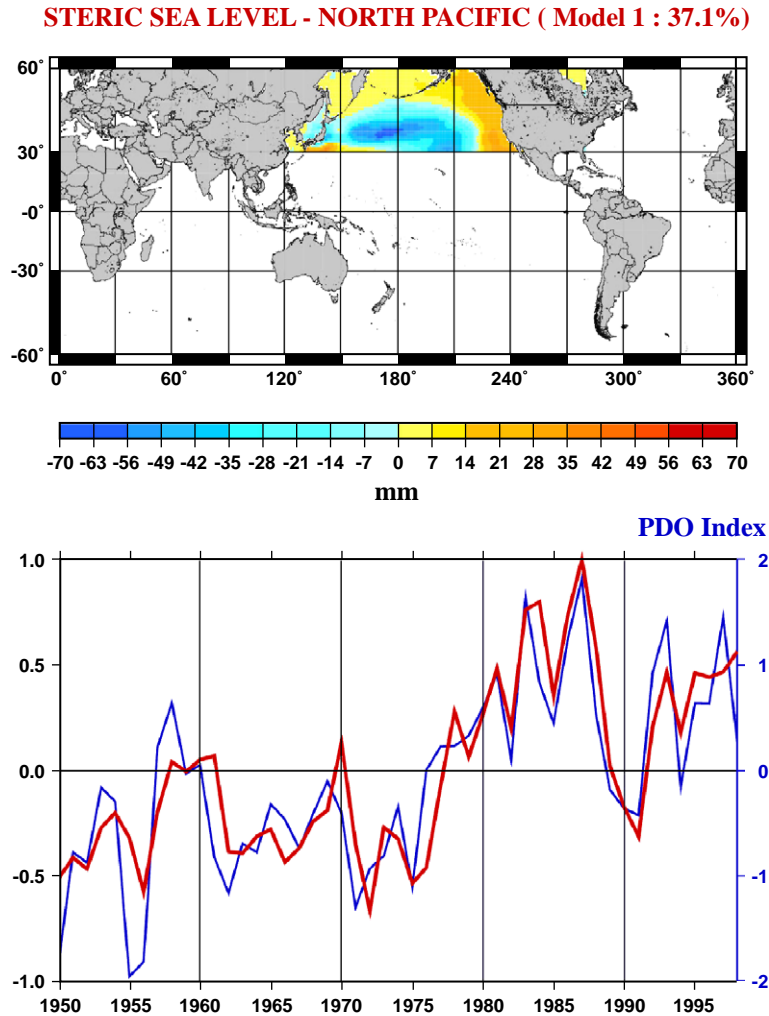 STERIC SEA LEVEL - NORTH PACIFIC ( Model 1 : 37.1%)
60˚
30˚
-0˚
-30˚
-60˚
0˚ 60˚ 120˚ 180˚ 240˚ 300˚ 360˚
-70 -63 -56 -49 -42 -35 -28 -21 -14 -7 0 7 14 21 28 35 42 49 56 63 70
mm
PDO Index
1.0 2
0.5 1
0.0 0
-0.5 -1
-1.0 -2
1950 1955 1960 1965 1970 1975 1980 1985 1990 1995